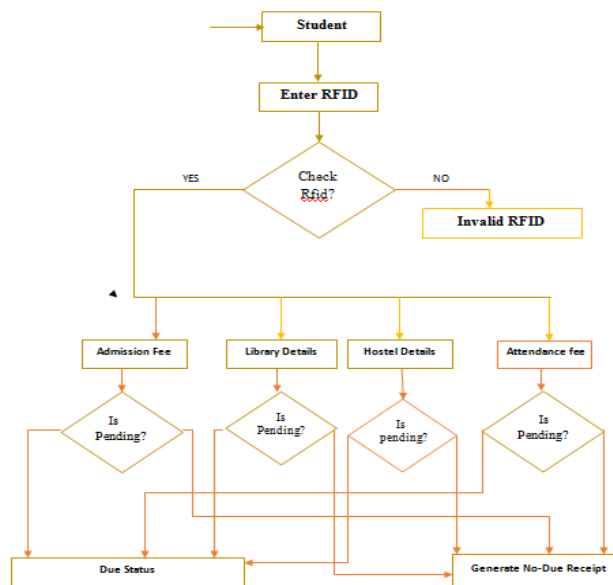 Student
Enter RFID
Check
Rfid?
YES
NO
Invalid RFID
Admission Fee
Library Details
Hostel Details
Attendance fee
Is
Pending?
Is
Pending?
Is
pending?
Is
Pending?
Due Status
Generate No-Due Receipt